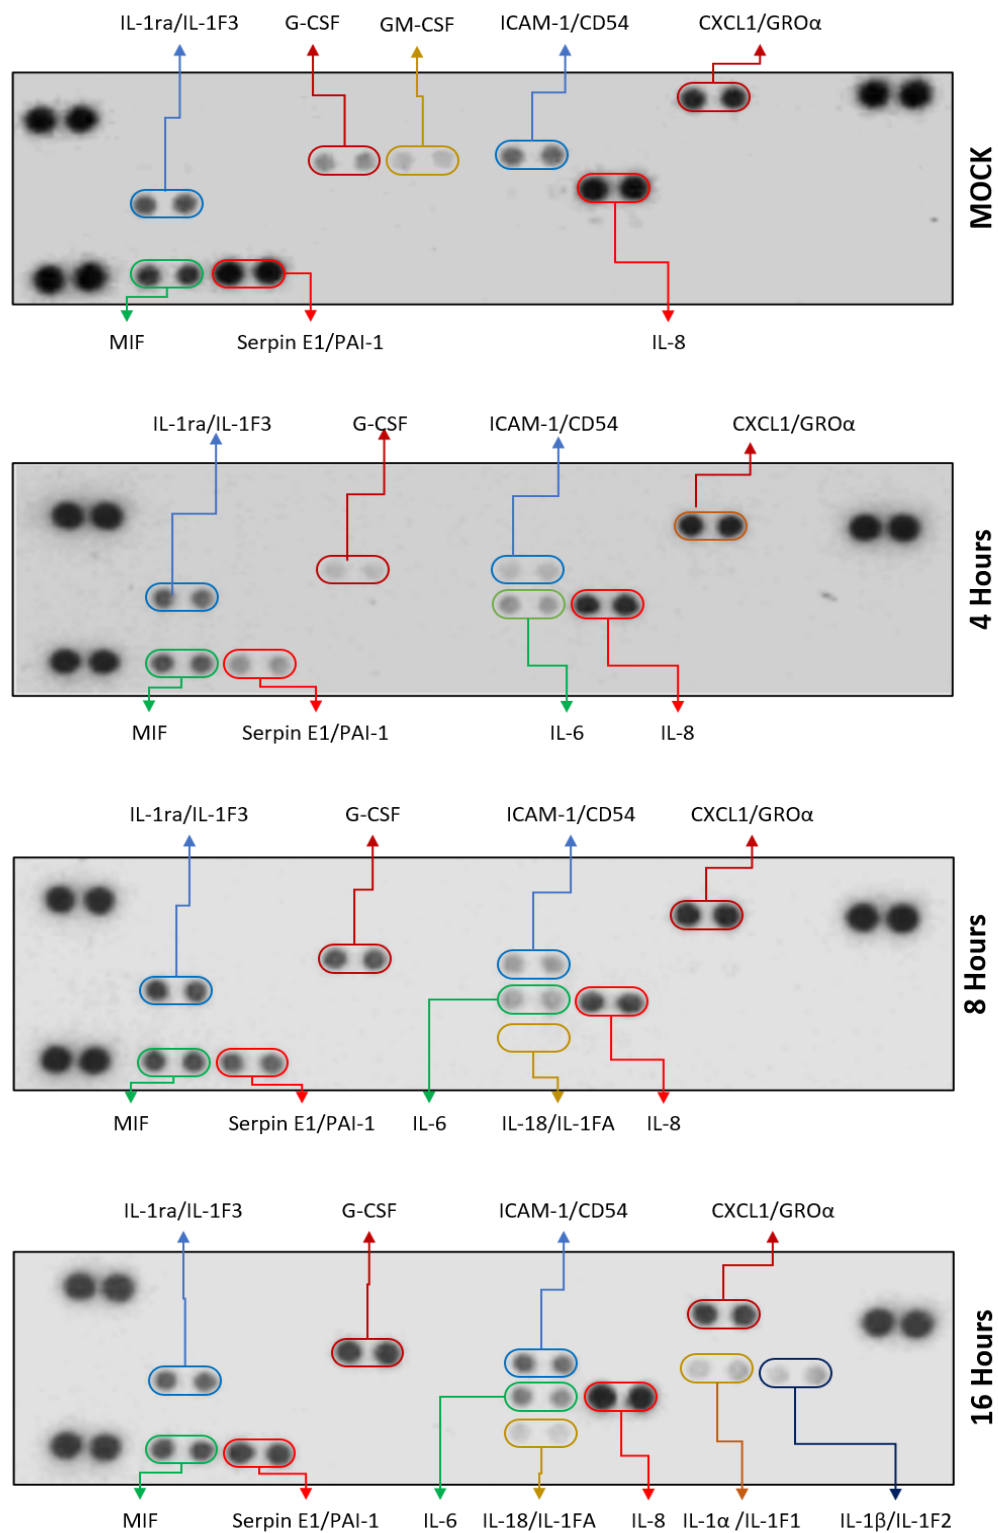 IL-1ra/IL-1F3 G-CSF GM-CSF ICAM-1/CD54 CXCL1/GROα
MOCK
MIF Serpin E1/PAI-1 IL-8
IL-1ra/IL-1F3 G-CSF ICAM-1/CD54 CXCL1/GROα
4 Hours
MIF Serpin E1/PAI-1 IL-6 IL-8
IL-1ra/IL-1F3 G-CSF ICAM-1/CD54 CXCL1/GROα
8 Hours
MIF Serpin E1/PAI-1 IL-6 IL-18/IL-1FA IL-8
IL-1ra/IL-1F3 G-CSF ICAM-1/CD54 CXCL1/GROα
16 Hours
MIF Serpin E1/PAI-1 IL-6 IL-18/IL-1FA IL-8 IL-1α /IL-1F1 IL-1β/IL-1F2